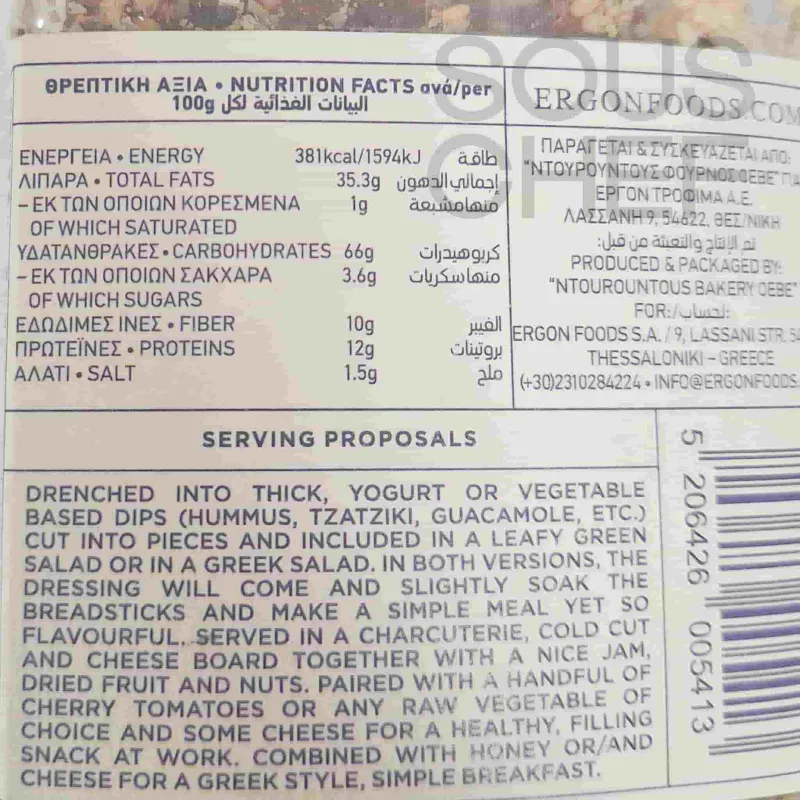 SOUS
CHEF
ΘΡΕΠΤΙΚΗ ΑΞΙΑ • NUTRITION FACTS ανά/per
100g البيانات الغذائية لكل
ΕΝΕΡΓΕΙΑ • ENERGY 381kcal/1594kJ طاقة
ΛΙΠΑΡΑ • TOTAL FATS 35.3g إجمالي الدهون
– ΕΚ ΤΩΝ ΟΠΟΙΩΝ ΚΟΡΕΣΜΕΝΑ 1g منها مشبعة
OF WHICH SATURATED
ΥΔΑΤΑΝΘΡΑΚΕΣ • CARBOHYDRATES 66g كربوهيدرات
– ΕΚ ΤΩΝ ΟΠΟΙΩΝ ΣΑΚΧΑΡΑ 3.6g منها سكريات
OF WHICH SUGARS
ΕΔΩΔΙΜΕΣ ΙΝΕΣ • FIBER 10g الفيبر
ΠΡΩΤΕΪΝΕΣ • PROTEINS 12g بروتينات
ΑΛΑΤΙ • SALT 1.5g ملح
ERGONFOODS.COM
ΠΑΡΑΓΕΤΑΙ & ΣΥΣΚΕΥΑΖΕΤΑΙ ΑΠΟ:
"ΝΤΟΥΡΟΥΝΤΟΥΣ ΦΟΥΡΝΟΣ ΟΕΒΕ" ΓΙΑ
ΕΡΓΟΝ ΤΡΟΦΙΜΑ Α.Ε.
ΛΑΣΣΑΝΗ 9, 54622, ΘΕΣ/ΝΙΚΗ
تم الإنتاج والتعبئة من قبل:
PRODUCED & PACKAGED BY:
"NTOUROUNTOUS BAKERY OEBE"
FOR:/لحساب:
ERGON FOODS S.A. / 9, LASSANI STR. 54
THESSALONIKI – GREECE
(+30)2310284224 • INFO@ERGONFOODS.
SERVING PROPOSALS
DRENCHED INTO THICK, YOGURT OR VEGETABLE
BASED DIPS (HUMMUS, TZATZIKI, GUACAMOLE, ETC.)
CUT INTO PIECES AND INCLUDED IN A LEAFY GREEN
SALAD OR IN A GREEK SALAD. IN BOTH VERSIONS, THE
DRESSING WILL COME AND SLIGHTLY SOAK THE
BREADSTICKS AND MAKE A SIMPLE MEAL YET SO
FLAVOURFUL. SERVED IN A CHARCUTERIE, COLD CUT
AND CHEESE BOARD TOGETHER WITH A NICE JAM,
DRIED FRUIT AND NUTS. PAIRED WITH A HANDFUL OF
CHERRY TOMATOES OR ANY RAW VEGETABLE OF
CHOICE AND SOME CHEESE FOR A HEALTHY, FILLING
SNACK AT WORK. COMBINED WITH HONEY OR/AND
CHEESE FOR A GREEK STYLE, SIMPLE BREAKFAST.
5 206426 005413